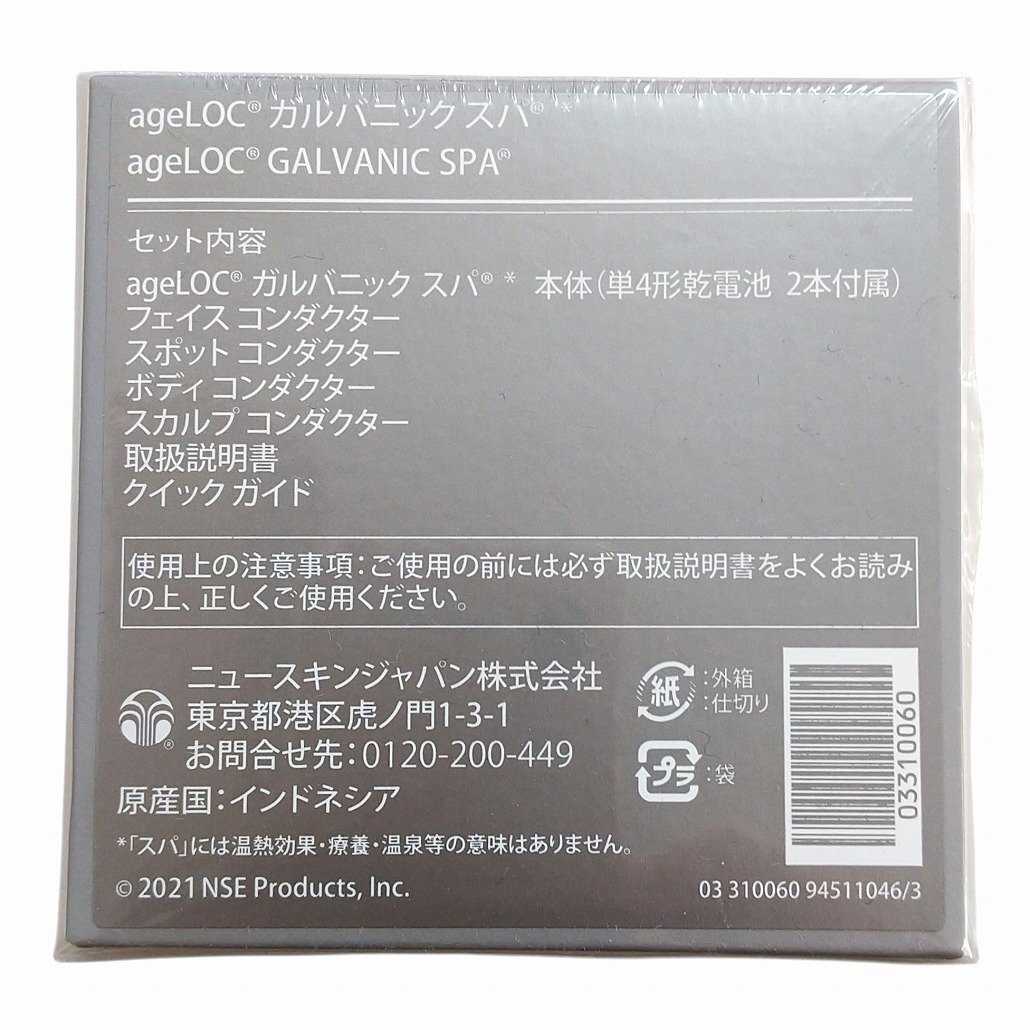 ageLOC® ガルバニック スパ® *
ageLOC® GALVANIC SPA®
セット内容
ageLOC® ガルバニック スパ® * 本体(単4形乾電池 2本付属)
フェイス コンダクター
スポット コンダクター
ボディ コンダクター
スカルプ コンダクター
取扱説明書
クイック ガイド
使用上の注意事項:ご使用の前には必ず取扱説明書をよくお読み
の上、正しくご使用ください。
ニュースキンジャパン株式会社
東京都港区虎ノ門1-3-1
®
お問合せ先:0120-200-449
紙:外箱
:仕切り
プラ:袋
03310060
原産国:インドネシア
*「スパ」には温熱効果・療養・温泉等の意味はありません。
© 2021 NSE Products, Inc.
03 310060 94511046/3